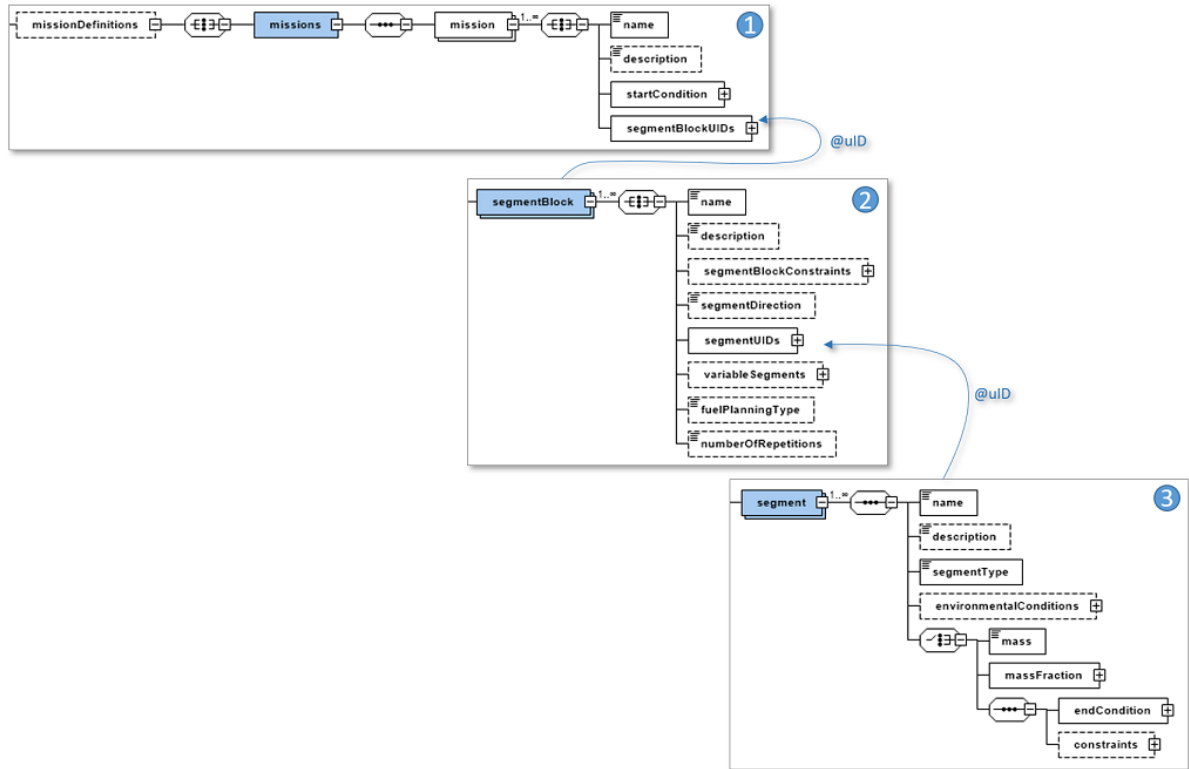 missionDefinitions
missions
mission
1..∞
name
description
startCondition
segmentBlockUIDs
1
@uID
segmentBlock
1..∞
name
description
segmentBlockConstraints
segmentDirection
segmentUIDs
variableSegments
fuelPlanningType
numberOfRepetitions
2
@uID
segment
1..∞
name
description
segmentType
environmentalConditions
mass
massFraction
endCondition
constraints
3